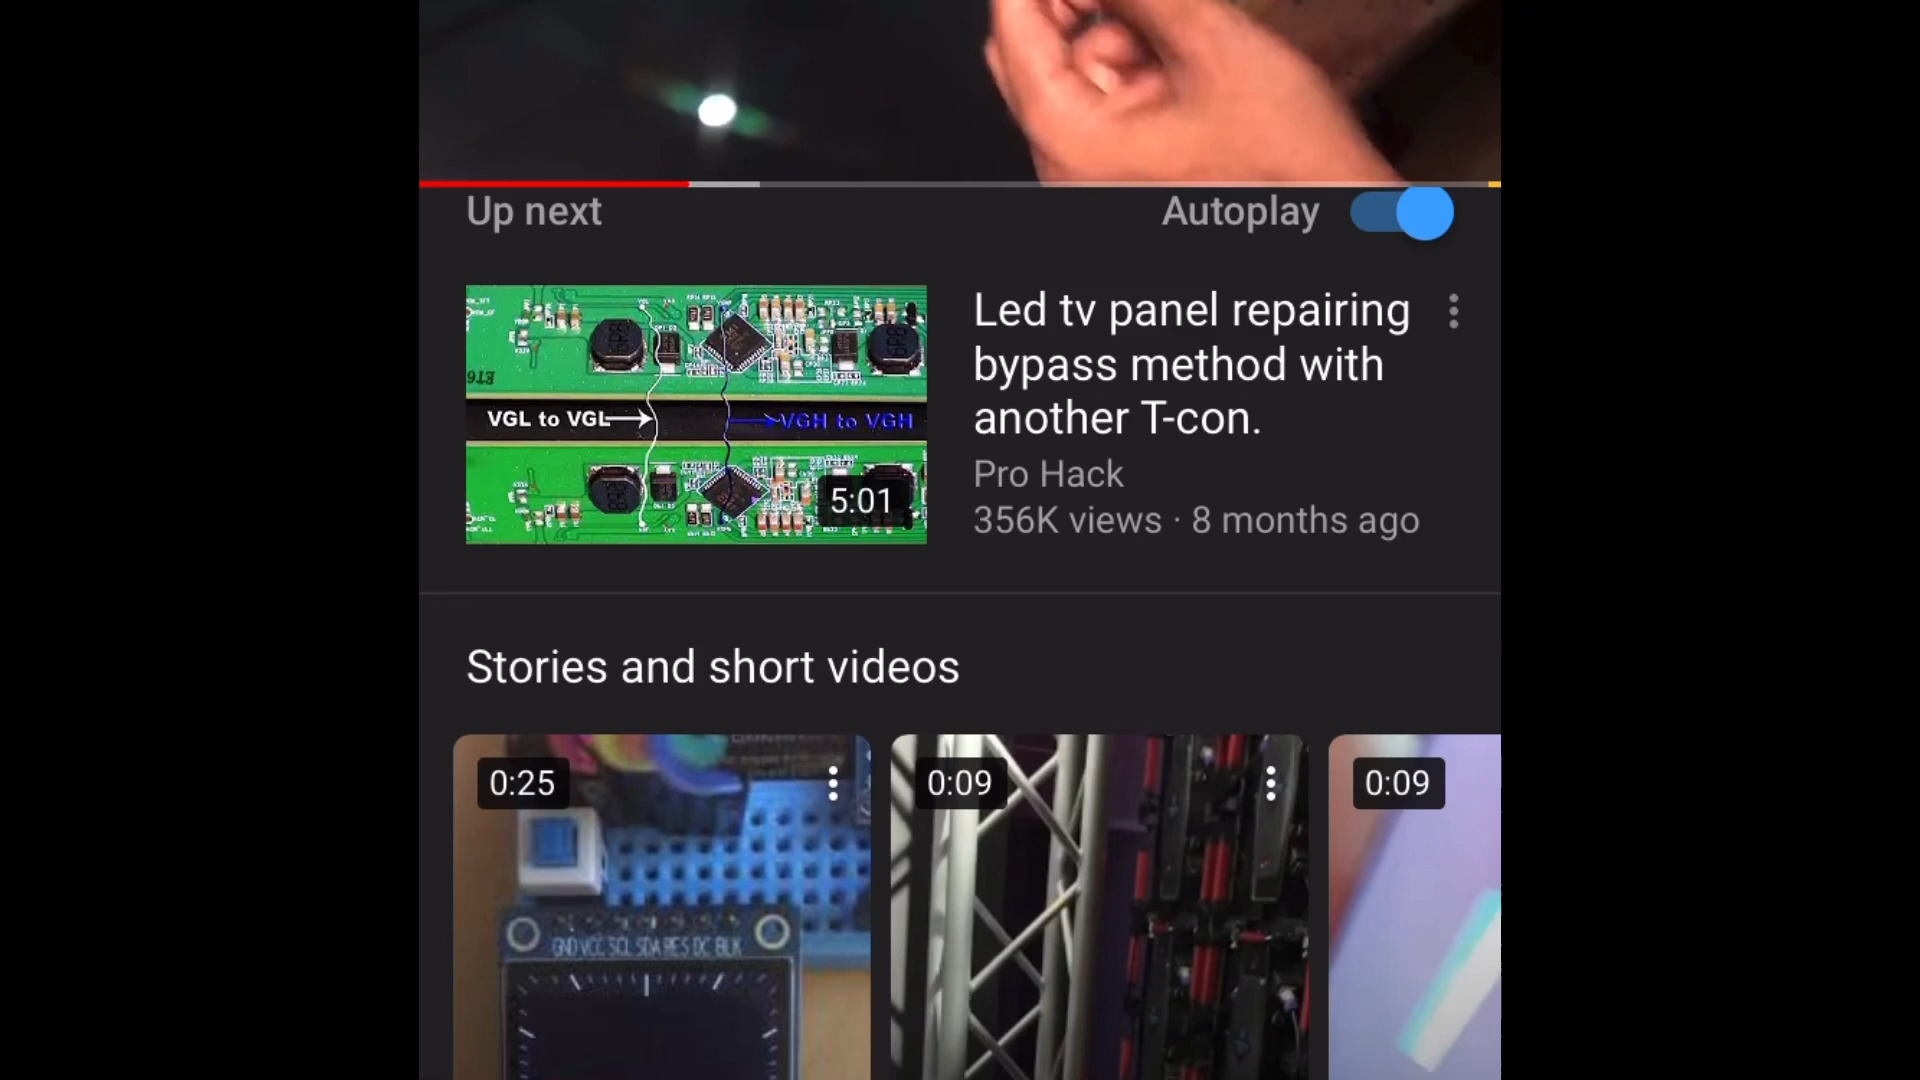 Up next
Autoplay
Led tv panel repairing
bypass method with
another T-con.
Pro Hack
356K views · 8 months ago
VGL to VGL
VGH to VGH
6R8
5:01
Stories and short videos
0:25
0:09
0:09
GND VCC SCL SDA RES DC BLK